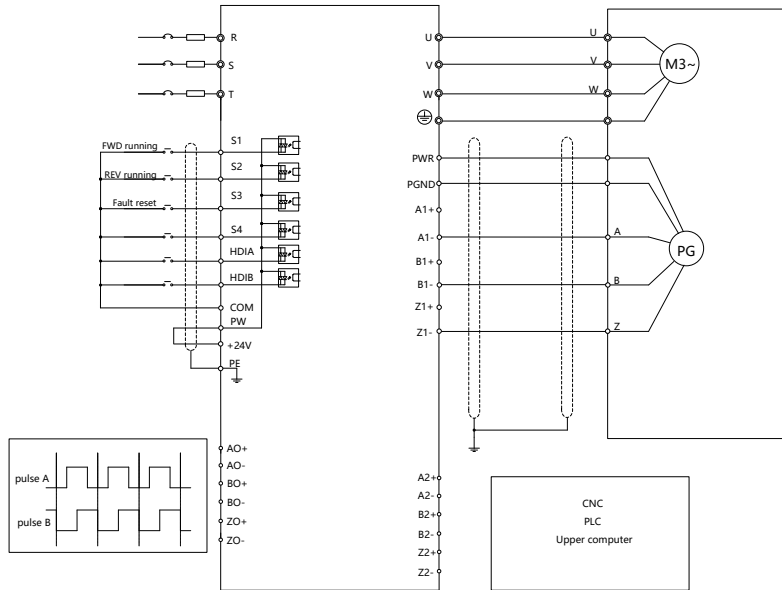 R
S
T
FWD running
S1
REV running
S2
Fault reset
S3
S4
HDIA
HDIB
COM
PW
+24V
PE
U
V
W
U
V
W
M3~
PWR
PGND
A1+
A1-
B1+
B1-
Z1+
Z1-
A
B
Z
PG
pulse A
pulse B
AO+
AO-
BO+
BO-
ZO+
ZO-
A2+
A2-
B2+
B2-
Z2+
Z2-
CNC
PLC
Upper computer